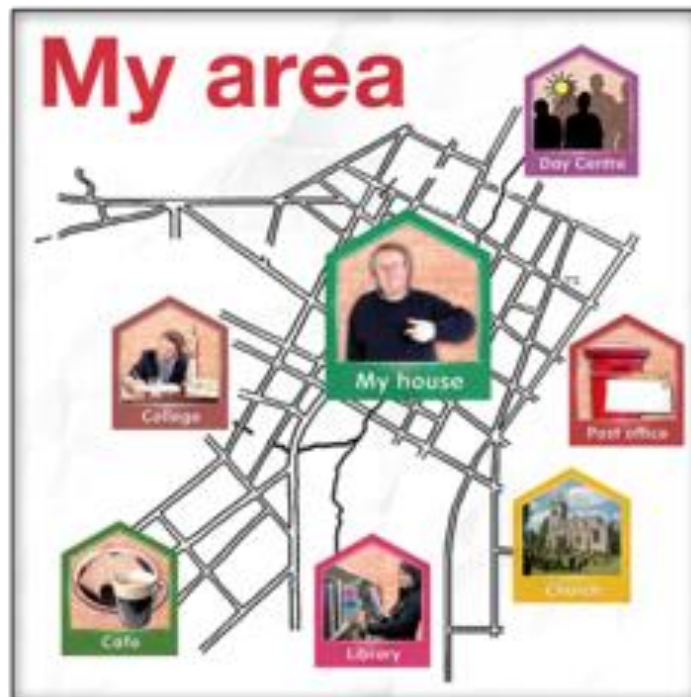 My area
Day Centre
My house
College
Post office
Church
Cafe
Library